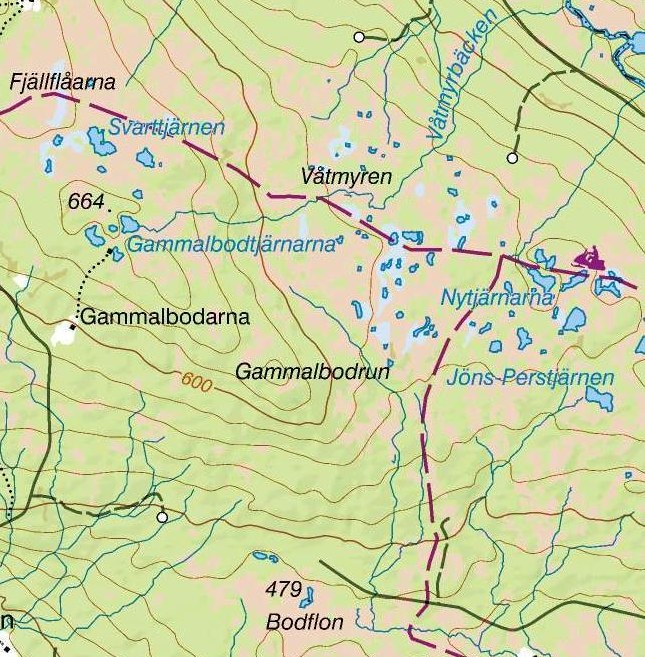 Våtmyrbäcken
Fjällflåarna
Svarttjärnen
Våtmyren
664
Gammalbodtjärnarna
Nytjärnarna
Gammalbodarna
Gammalbodrun
Jöns-Perstjärnen
600
479
Bodflon
n